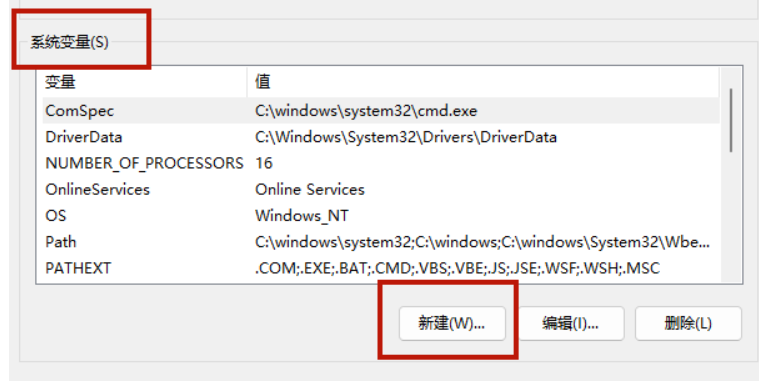 系统变量(S)
变量 值
ComSpec C:\windows\system32\cmd.exe
DriverData C:\Windows\System32\Drivers\DriverData
NUMBER_OF_PROCESSORS 16
OnlineServices Online Services
OS Windows_NT
Path C:\windows\system32;C:\windows;C:\windows\System32\Wbe...
PATHEXT .COM;.EXE;.BAT;.CMD;.VBS;.VBE;.JS;.JSE;.WSF;.WSH;.MSC
新建(W)... 编辑(I)... 删除(L)